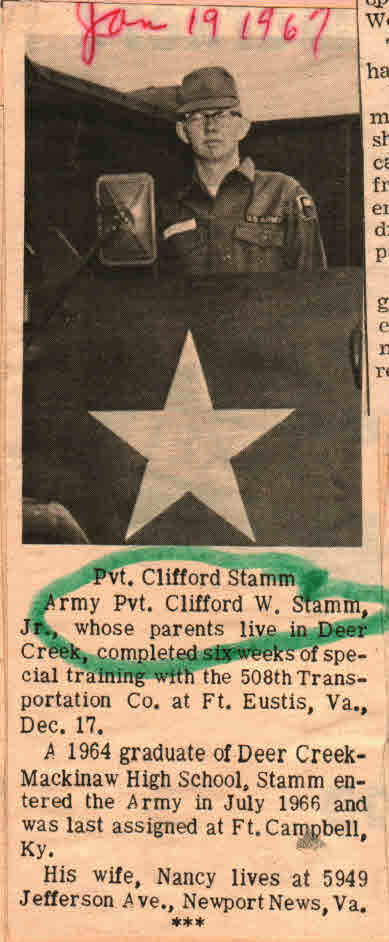 Jan 19 1967
U.S. ARMY
Pvt. Clifford Stamm
Army Pvt. Clifford W. Stamm,
Jr., whose parents live in Deer
Creek, completed six weeks of spe-
cial training with the 508th Trans-
portation Co. at Ft. Eustis, Va.,
Dec. 17.
A 1964 graduate of Deer Creek-
Mackinaw High School, Stamm en-
tered the Army in July 1966 and
was last assigned at Ft. Campbell,
Ky.
His wife, Nancy lives at 5949
Jefferson Ave., Newport News, Va.
***